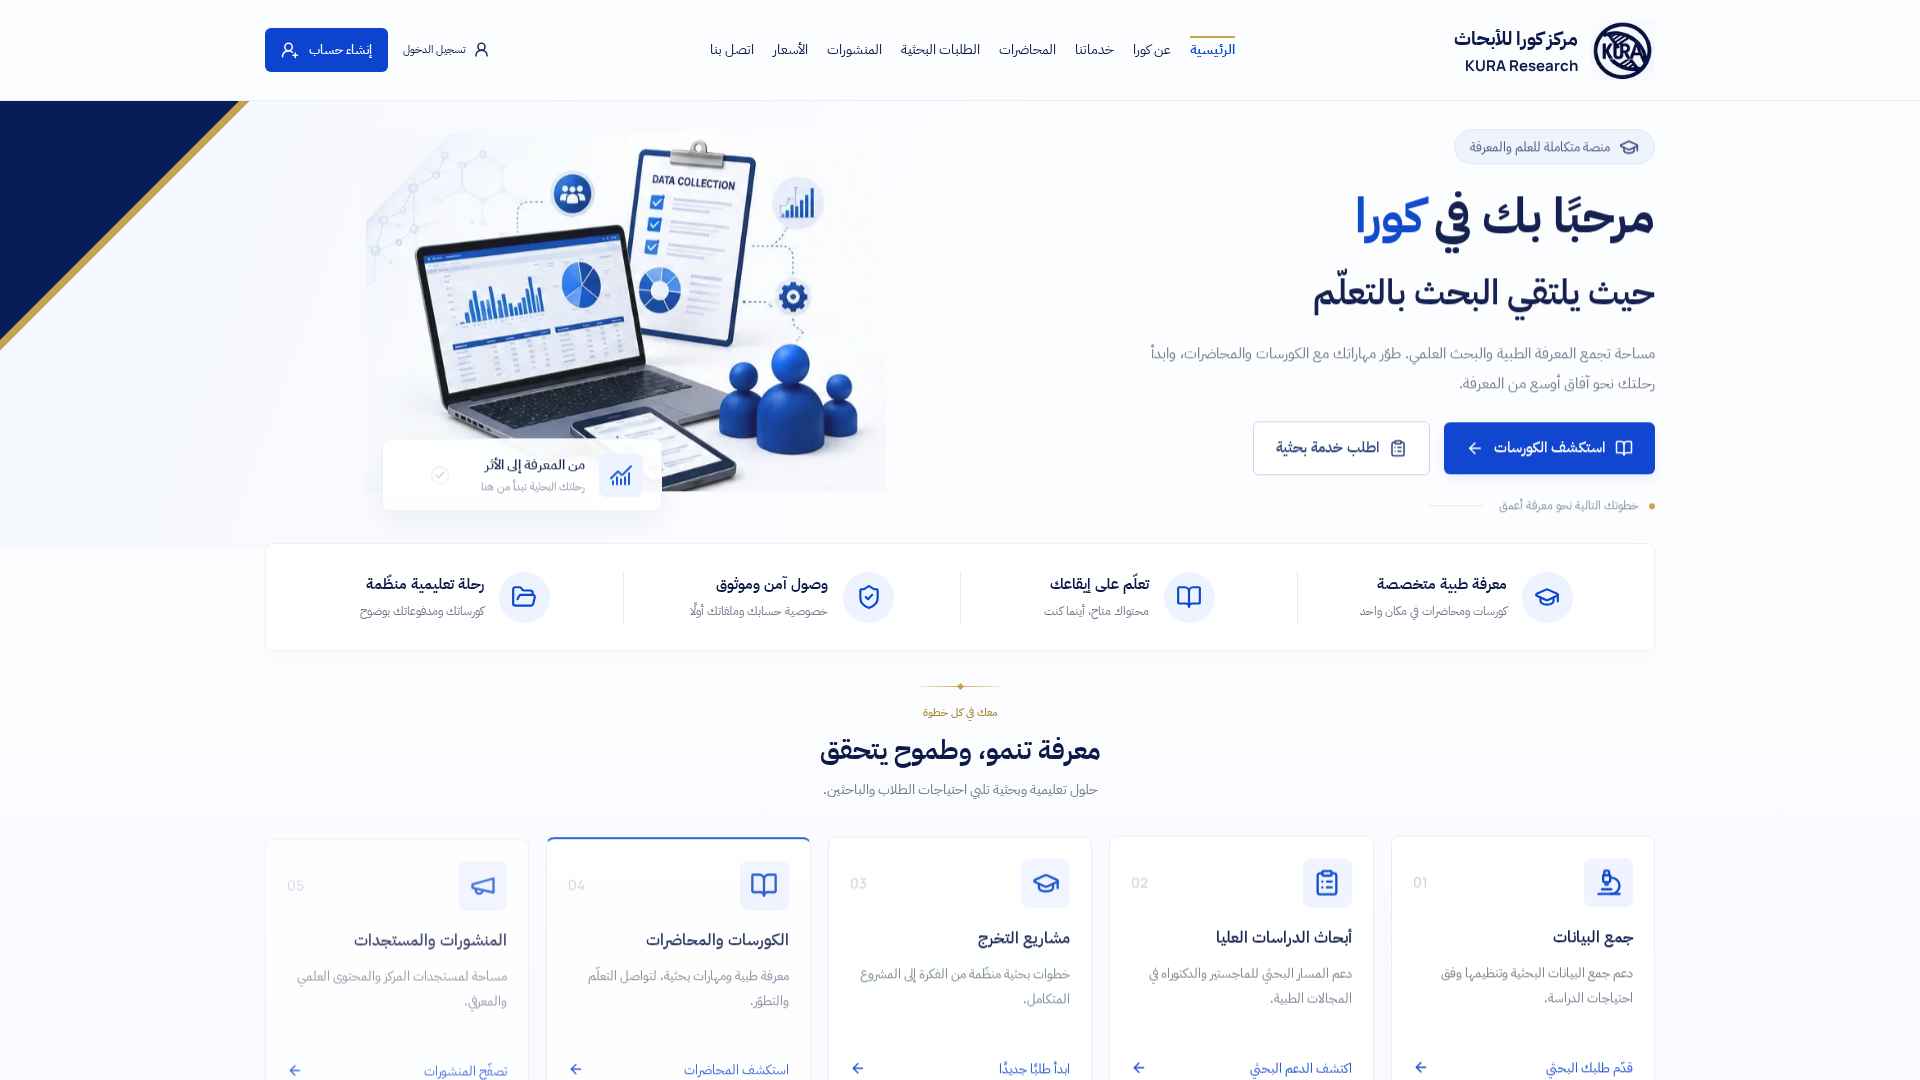 مركز كورا للأبحاث
KURA Research
KURA
الرئيسية
عن كورا
خدماتنا
المحاضرات
الطلبات البحثية
المنشورات
الأسعار
اتصل بنا
تسجيل الدخول
إنشاء حساب
منصة متكاملة للعلم والمعرفة
مرحبًا بك في كورا
حيث يلتقي البحث بالتعلّم
مساحة تجمع المعرفة الطبية والبحث العلمي. طوّر مهاراتك مع الكورسات والمحاضرات، وابدأ
رحلتك نحو آفاق أوسع من المعرفة.
استكشف الكورسات
اطلب خدمة بحثية
خطوتك التالية نحو معرفة أعمق
DATA COLLECTION
من المعرفة إلى الأثر
رحلتك البحثية تبدأ من هنا
معرفة طبية متخصصة
كورسات ومحاضرات في مكان واحد
تعلّم على إيقاعك
محتواك متاح، أينما كنت
وصول آمن وموثوق
خصوصية حسابك وملفاتك أولًا
رحلة تعليمية منظّمة
كورساتك ومدفوعاتك بوضوح
معك في كل خطوة
معرفة تنمو، وطموح يتحقق
حلول تعليمية وبحثية تلبي احتياجات الطلاب والباحثين.
01
جمع البيانات
دعم جمع البيانات البحثية وتنظيمها وفق
احتياجات الدراسة.
قدّم طلبك البحثي
02
أبحاث الدراسات العليا
دعم المسار البحثي للماجستير والدكتوراه في
المجالات الطبية.
اكتشف الدعم البحثي
03
مشاريع التخرج
خطوات بحثية منظّمة من الفكرة إلى المشروع
المتكامل.
ابدأ طلبًا جديدًا
04
الكورسات والمحاضرات
معرفة طبية ومهارات بحثية، لتواصل التعلّم
والتطوّر.
استكشف المحاضرات
05
المنشورات والمستجدات
مساحة لمستجدات المركز والمحتوى العلمي
والمعرفي.
تصفّح المنشورات